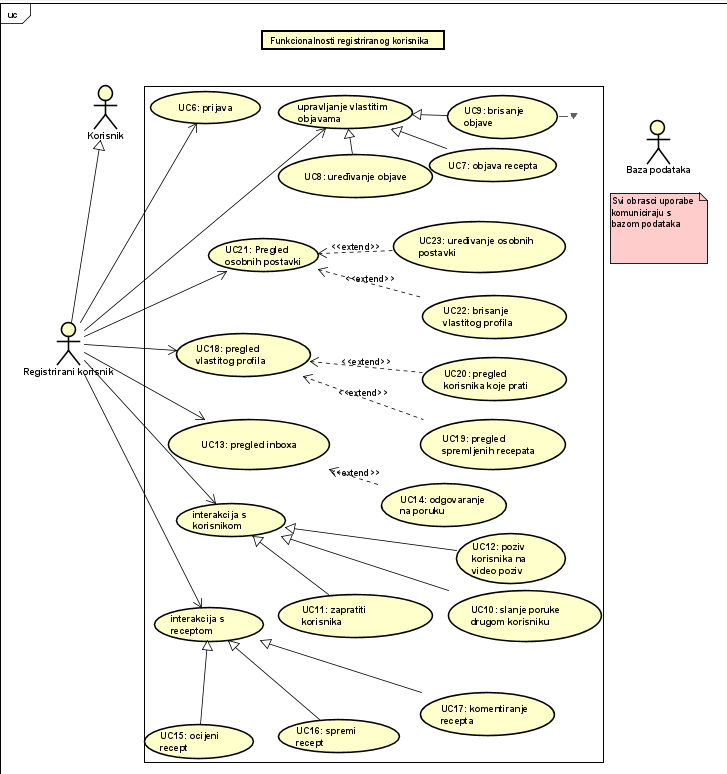 uc
Funkcionalnosti registriranog korisnika
Korisnik
UC6: prijava
upravljanje vlastitim
objavama
UC9: brisanje
objave
Baza podataka
UC8: uređivanje objave
UC7: objava recepta
Svi obrasci uporabe
komuniciraju s
bazom podataka
UC21: Pregled
osobnih postavki
<<extend>>
UC23: uređivanje osobnih
postavki
<<extend>>
UC22: brisanje
vlastitog profila
Registrirani korisnik
UC18: pregled
vlastitog profila
<<extend>>
UC20: pregled
korisnika koje prati
<<extend>>
UC19: pregled
spremljenih recepata
UC13: pregled inboxa
<<extend>>
UC14: odgovaranje
na poruku
interakcija s
korisnikom
UC12: poziv
korisnika na
video poziv
UC11: zapratiti
korisnika
UC10: slanje poruke
drugom korisniku
interakcija s
receptom
UC15: ocijeni
recept
UC16: spremi
recept
UC17: komentiranje
recepta